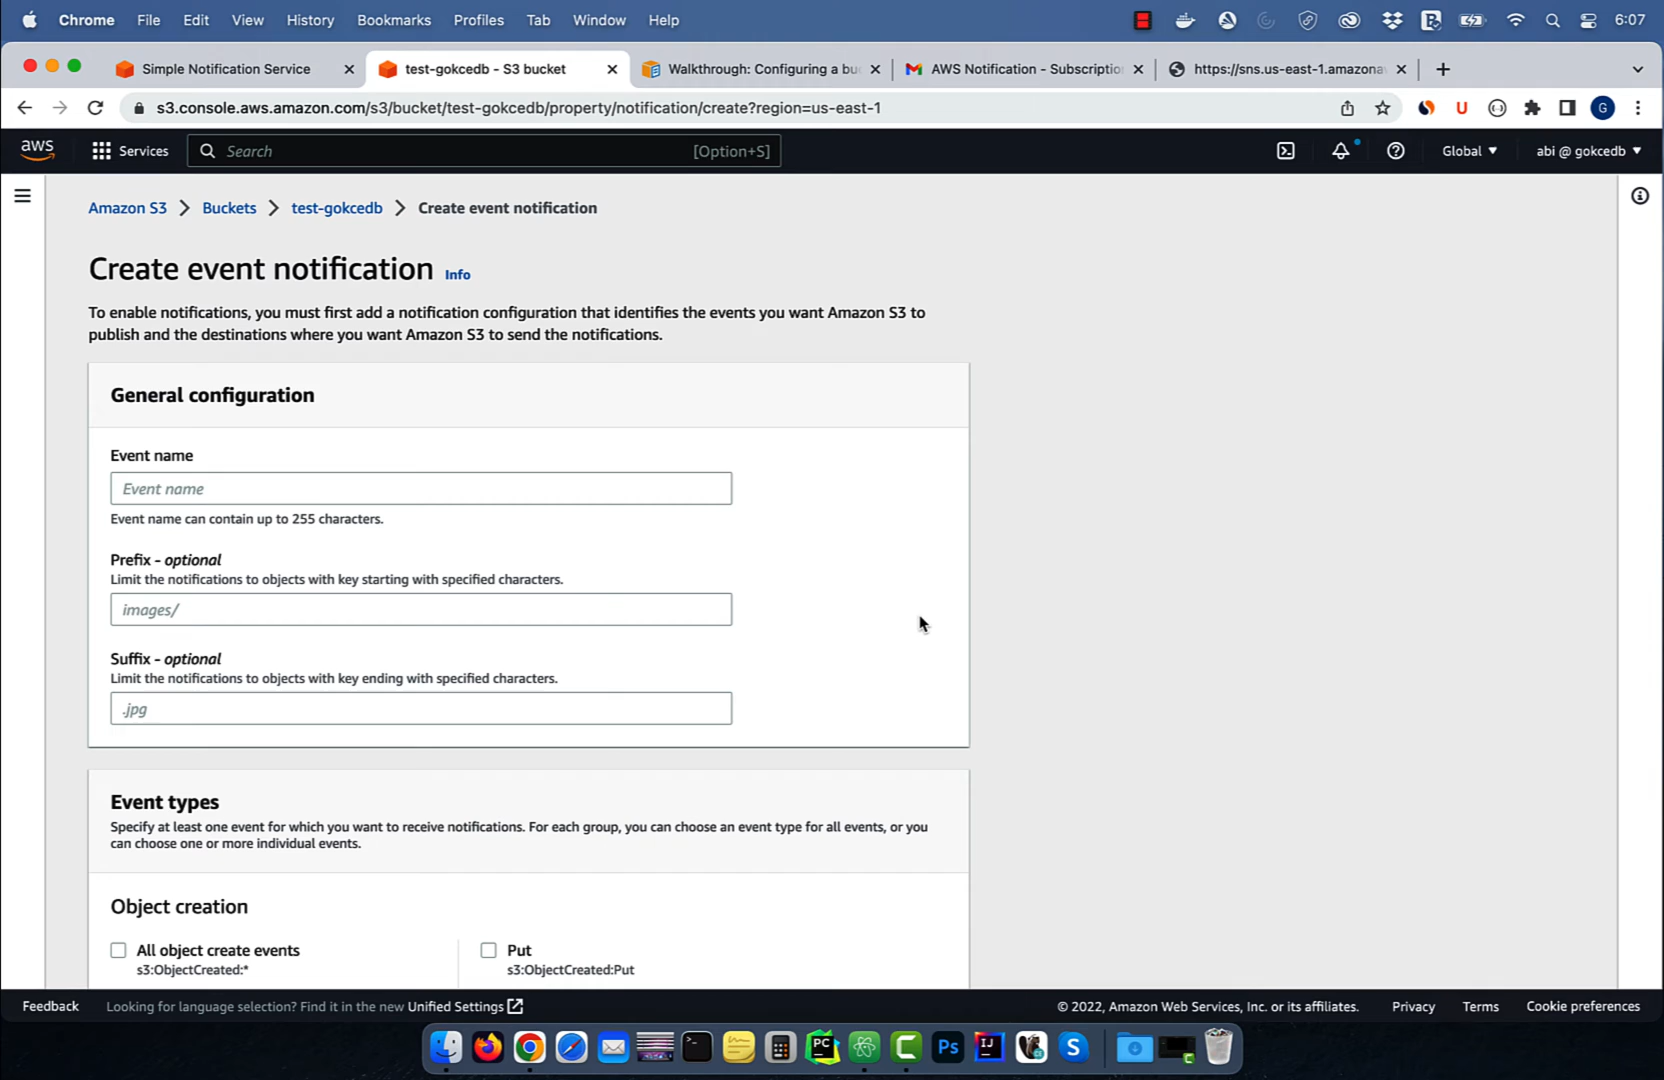 Chrome File Edit View History Bookmarks Profiles Tab Window Help 6:07
Simple Notification Service
test-gokcedb - S3 bucket
Walkthrough: Configuring a bu
AWS Notification - Subscriptio
https://sns.us-east-1.amazona
s3.console.aws.amazon.com/s3/bucket/test-gokcedb/property/notification/create?region=us-east-1
U
G
aws
Services
Search
[Option+S]
Global
abi @ gokcedb
Amazon S3
Buckets
test-gokcedb
Create event notification
Create event notification Info
To enable notifications, you must first add a notification configuration that identifies the events you want Amazon S3 to
publish and the destinations where you want Amazon S3 to send the notifications.
General configuration
Event name
Event name
Event name can contain up to 255 characters.
Prefix - optional
Limit the notifications to objects with key starting with specified characters.
images/
Suffix - optional
Limit the notifications to objects with key ending with specified characters.
.jpg
Event types
Specify at least one event for which you want to receive notifications. For each group, you can choose an event type for all events, or you
can choose one or more individual events.
Object creation
All object create events
s3:ObjectCreated:*
Put
s3:ObjectCreated:Put
Feedback
Looking for language selection? Find it in the new Unified Settings
© 2022, Amazon Web Services, Inc. or its affiliates.
Privacy
Terms
Cookie preferences
PC
Ps
IJ
S